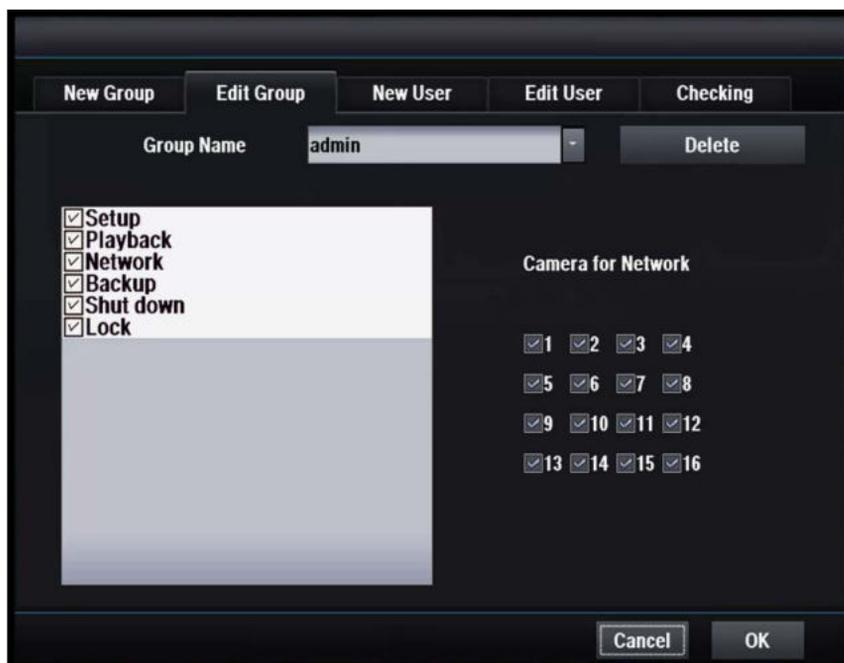 New Group Edit Group New User Edit User Checking
Group Name admin Delete
Setup
Playback
Network
Backup
Shut down
Lock
Camera for Network
1 2 3 4
5 6 7 8
9 10 11 12
13 14 15 16
Cancel OK